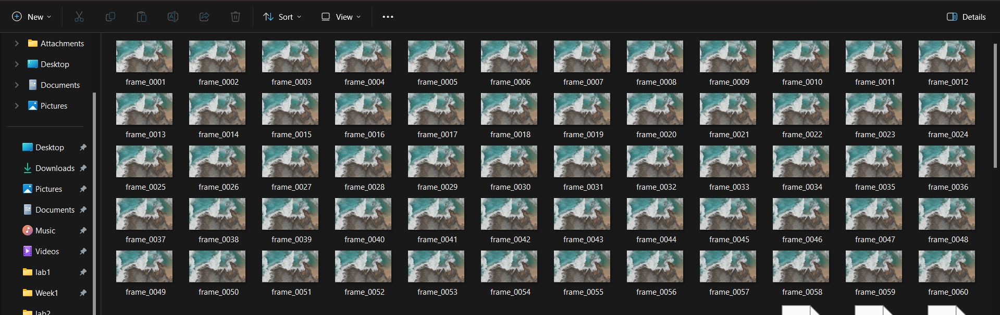 New
Sort
View
Details
Attachments
Desktop
Documents
Pictures
Desktop
Downloads
Pictures
Documents
Music
Videos
lab1
Week1
lab2
frame_0001 frame_0002 frame_0003 frame_0004 frame_0005 frame_0006 frame_0007 frame_0008 frame_0009 frame_0010 frame_0011 frame_0012
frame_0013 frame_0014 frame_0015 frame_0016 frame_0017 frame_0018 frame_0019 frame_0020 frame_0021 frame_0022 frame_0023 frame_0024
frame_0025 frame_0026 frame_0027 frame_0028 frame_0029 frame_0030 frame_0031 frame_0032 frame_0033 frame_0034 frame_0035 frame_0036
frame_0037 frame_0038 frame_0039 frame_0040 frame_0041 frame_0042 frame_0043 frame_0044 frame_0045 frame_0046 frame_0047 frame_0048
frame_0049 frame_0050 frame_0051 frame_0052 frame_0053 frame_0054 frame_0055 frame_0056 frame_0057 frame_0058 frame_0059 frame_0060